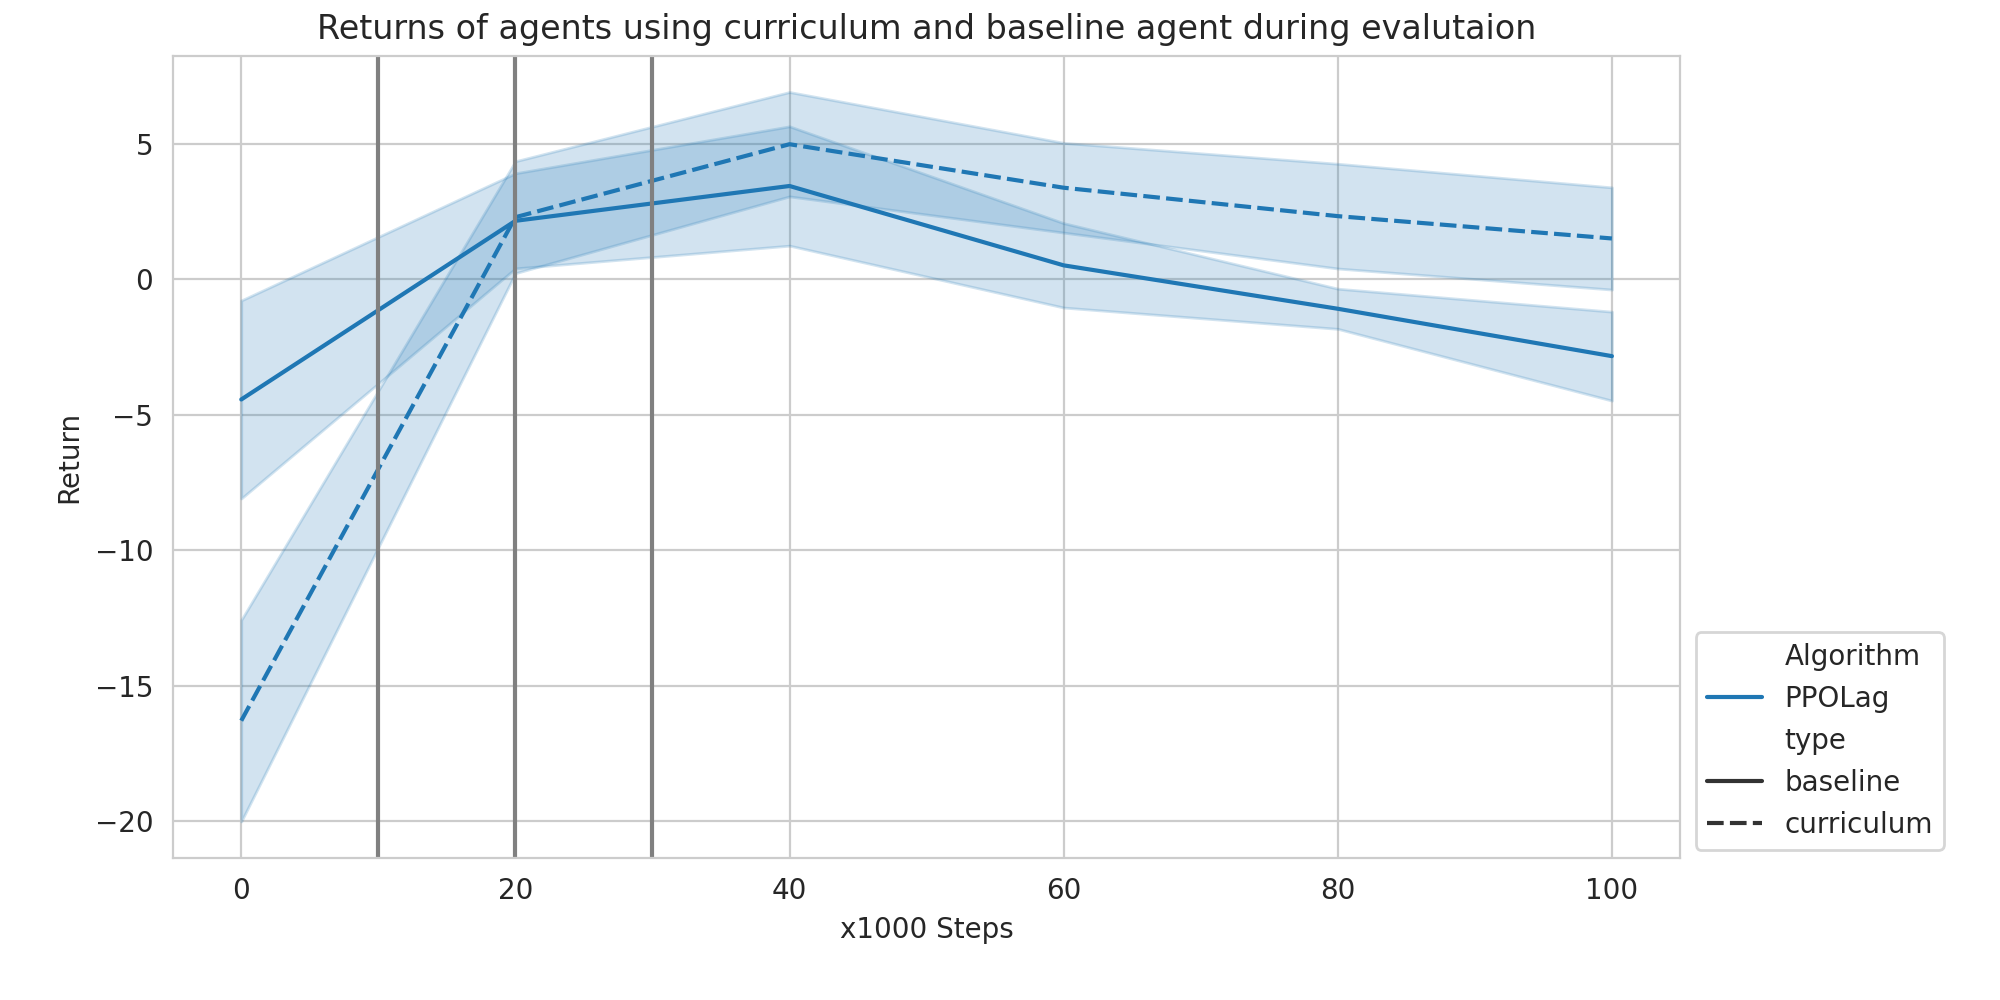 Returns of agents using curriculum and baseline agent during evalutaion
5
0
−5
−10
−15
−20
Return
0 20 40 60 80 100
x1000 Steps
Algorithm
PPOLag
type
baseline
curriculum